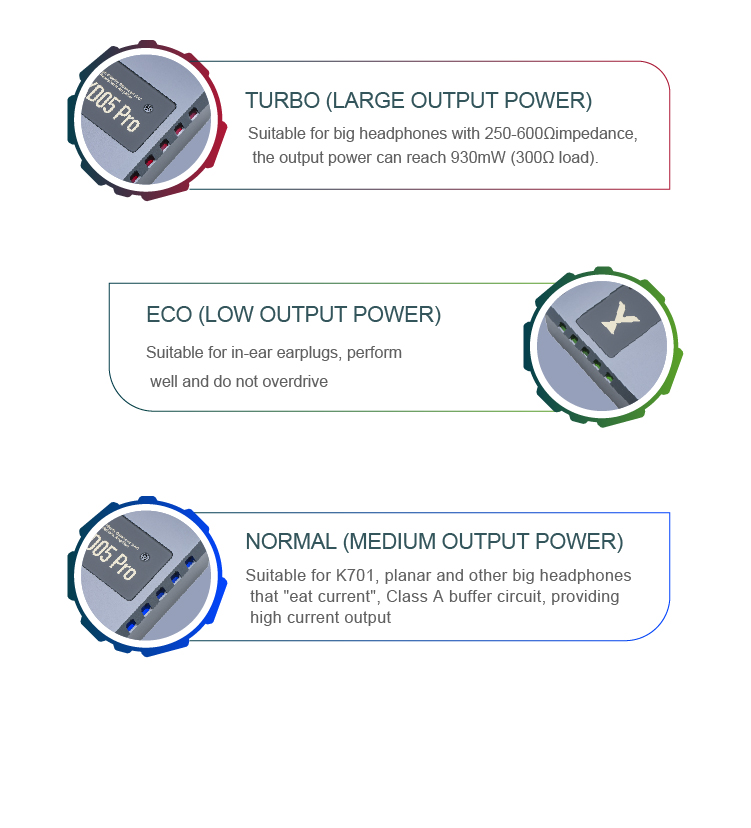 D05 Pro
TURBO (LARGE OUTPUT POWER)
Suitable for big headphones with 250-600Ωimpedance,
the output power can reach 930mW (300Ω load).
ECO (LOW OUTPUT POWER)
Suitable for in-ear earplugs, perform
well and do not overdrive
X
NORMAL (MEDIUM OUTPUT POWER)
Suitable for K701, planar and other big headphones
that "eat current", Class A buffer circuit, providing
high current output
D05 Pro